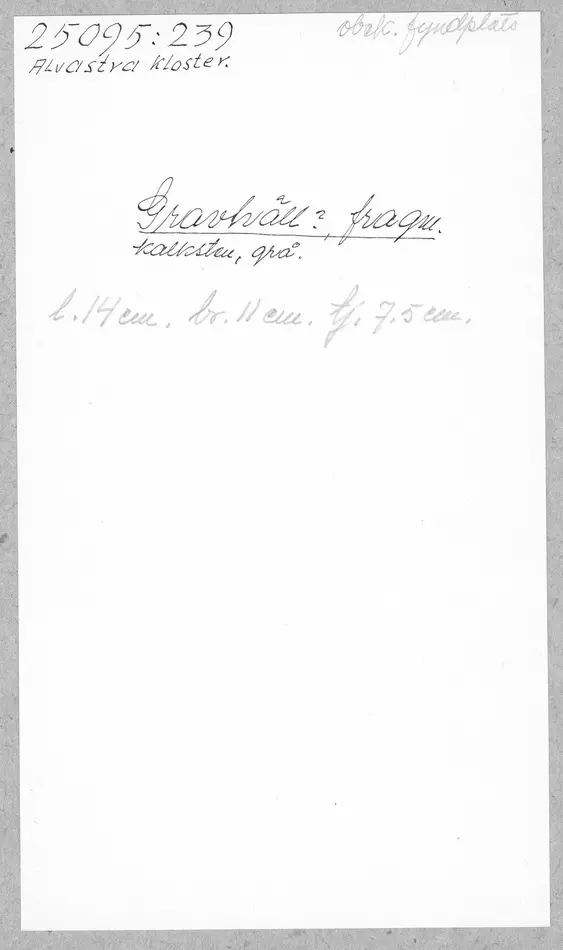 25095:239
obek. fyndplats
Alvastra kloster.
Gravhäll?, fragm.
kalksten, grå.
l. 14 cm. br. 11 cm. tj. 7.5 cm.